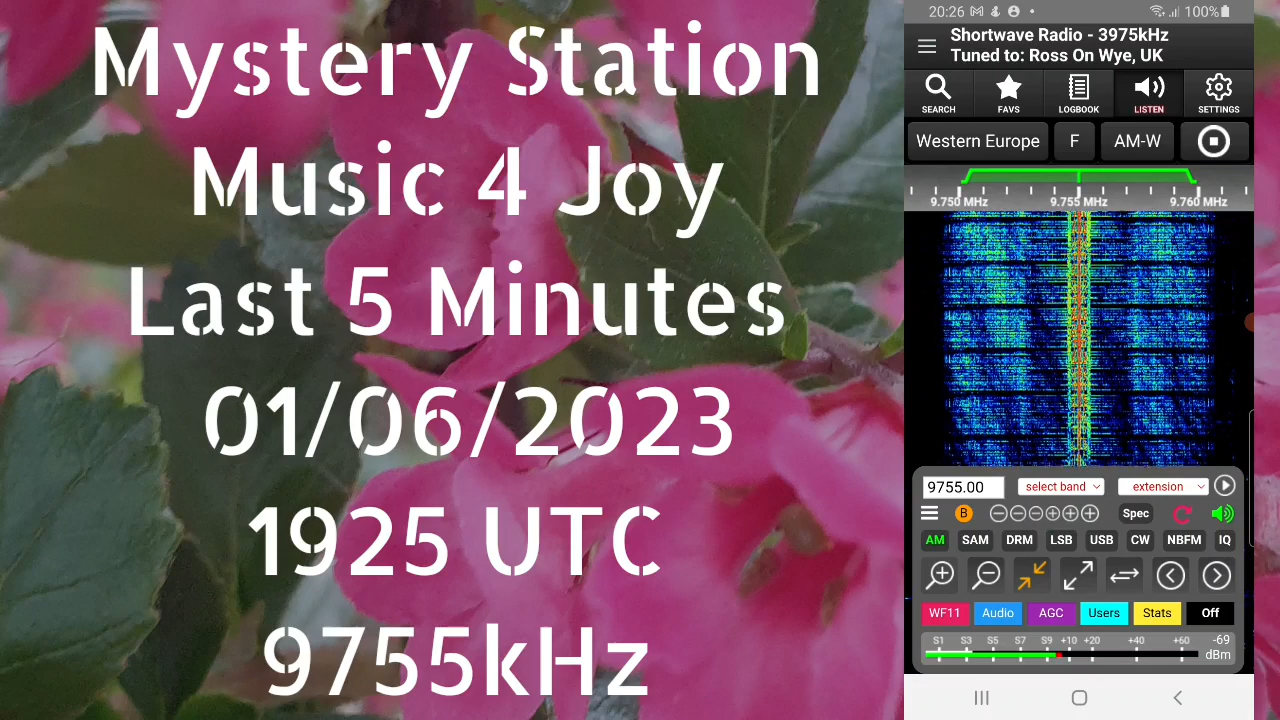 Mystery Station
Music 4 Joy
Last 5 Minutes
01/06/2023
1925 UTC
9755kHz
20:26 100%
Shortwave Radio - 3975kHz
Tuned to: Ross On Wye, UK
SEARCH FAVS LOGBOOK LISTEN SETTINGS
Western Europe F AM-W
9.750 MHz 9.755 MHz 9.760 MHz
9755.00 select band extension
B Spec
AM SAM DRM LSB USB CW NBFM IQ
WF11 Audio AGC Users Stats Off
S1 S3 S5 S7 S9 +10 +20 +40 +60 -69
dBm